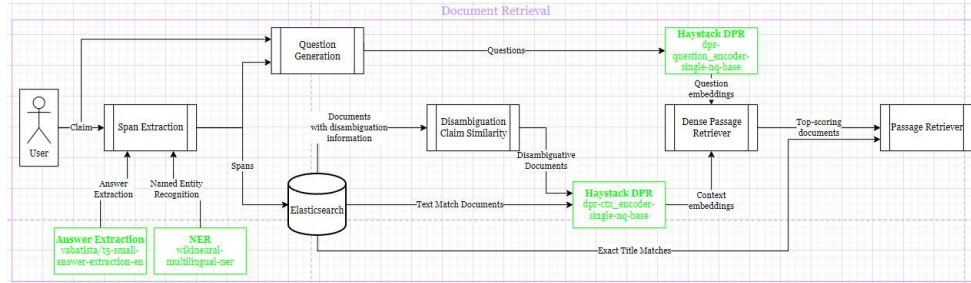 Document Retrieval
Question
Generation
Questions
Haystack DPR
dpr-
question_encoder-
single-nq-base
Question
embeddings
User
Claim
Span Extraction
Documents
with disambiguation
information
Disambiguation
Claim Similarity
Dense Passage
Retriever
Top-scoring
documents
Passage Retriever
Answer
Extraction
Named Entity
Recognition
Spans
Elasticsearch
Disambiguative
Documents
Text Match Documents
Haystack DPR
dpr-ctx_encoder-
single-nq-base
Context
embeddings
Answer Extraction
vabatista/t5-small-
answer-extraction-en
NER
wikineural-
multilingual-ner
Exact Title Matches